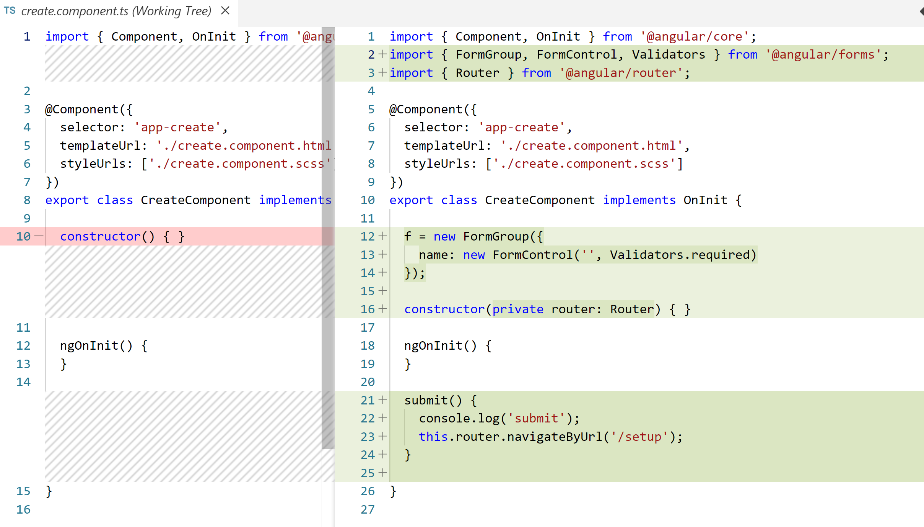 TS create.component.ts (Working Tree) ×
1 import { Component, OnInit } from '@ang
2
3 @Component({
4 selector: 'app-create',
5 templateUrl: './create.component.html
6 styleUrls: ['./create.component.scss'
7 })
8 export class CreateComponent implements
9
10 − constructor() { }
11
12 ngOnInit() {
13 }
14
15 }
16
1 import { Component, OnInit } from '@angular/core';
2 + import { FormGroup, FormControl, Validators } from '@angular/forms';
3 + import { Router } from '@angular/router';
4
5 @Component({
6 selector: 'app-create',
7 templateUrl: './create.component.html',
8 styleUrls: ['./create.component.scss']
9 })
10 export class CreateComponent implements OnInit {
11
12 + f = new FormGroup({
13 + name: new FormControl('', Validators.required)
14 + });
15 +
16 + constructor(private router: Router) { }
17
18 ngOnInit() {
19 }
20
21 + submit() {
22 + console.log('submit');
23 + this.router.navigateByUrl('/setup');
24 + }
25 +
26 }
27